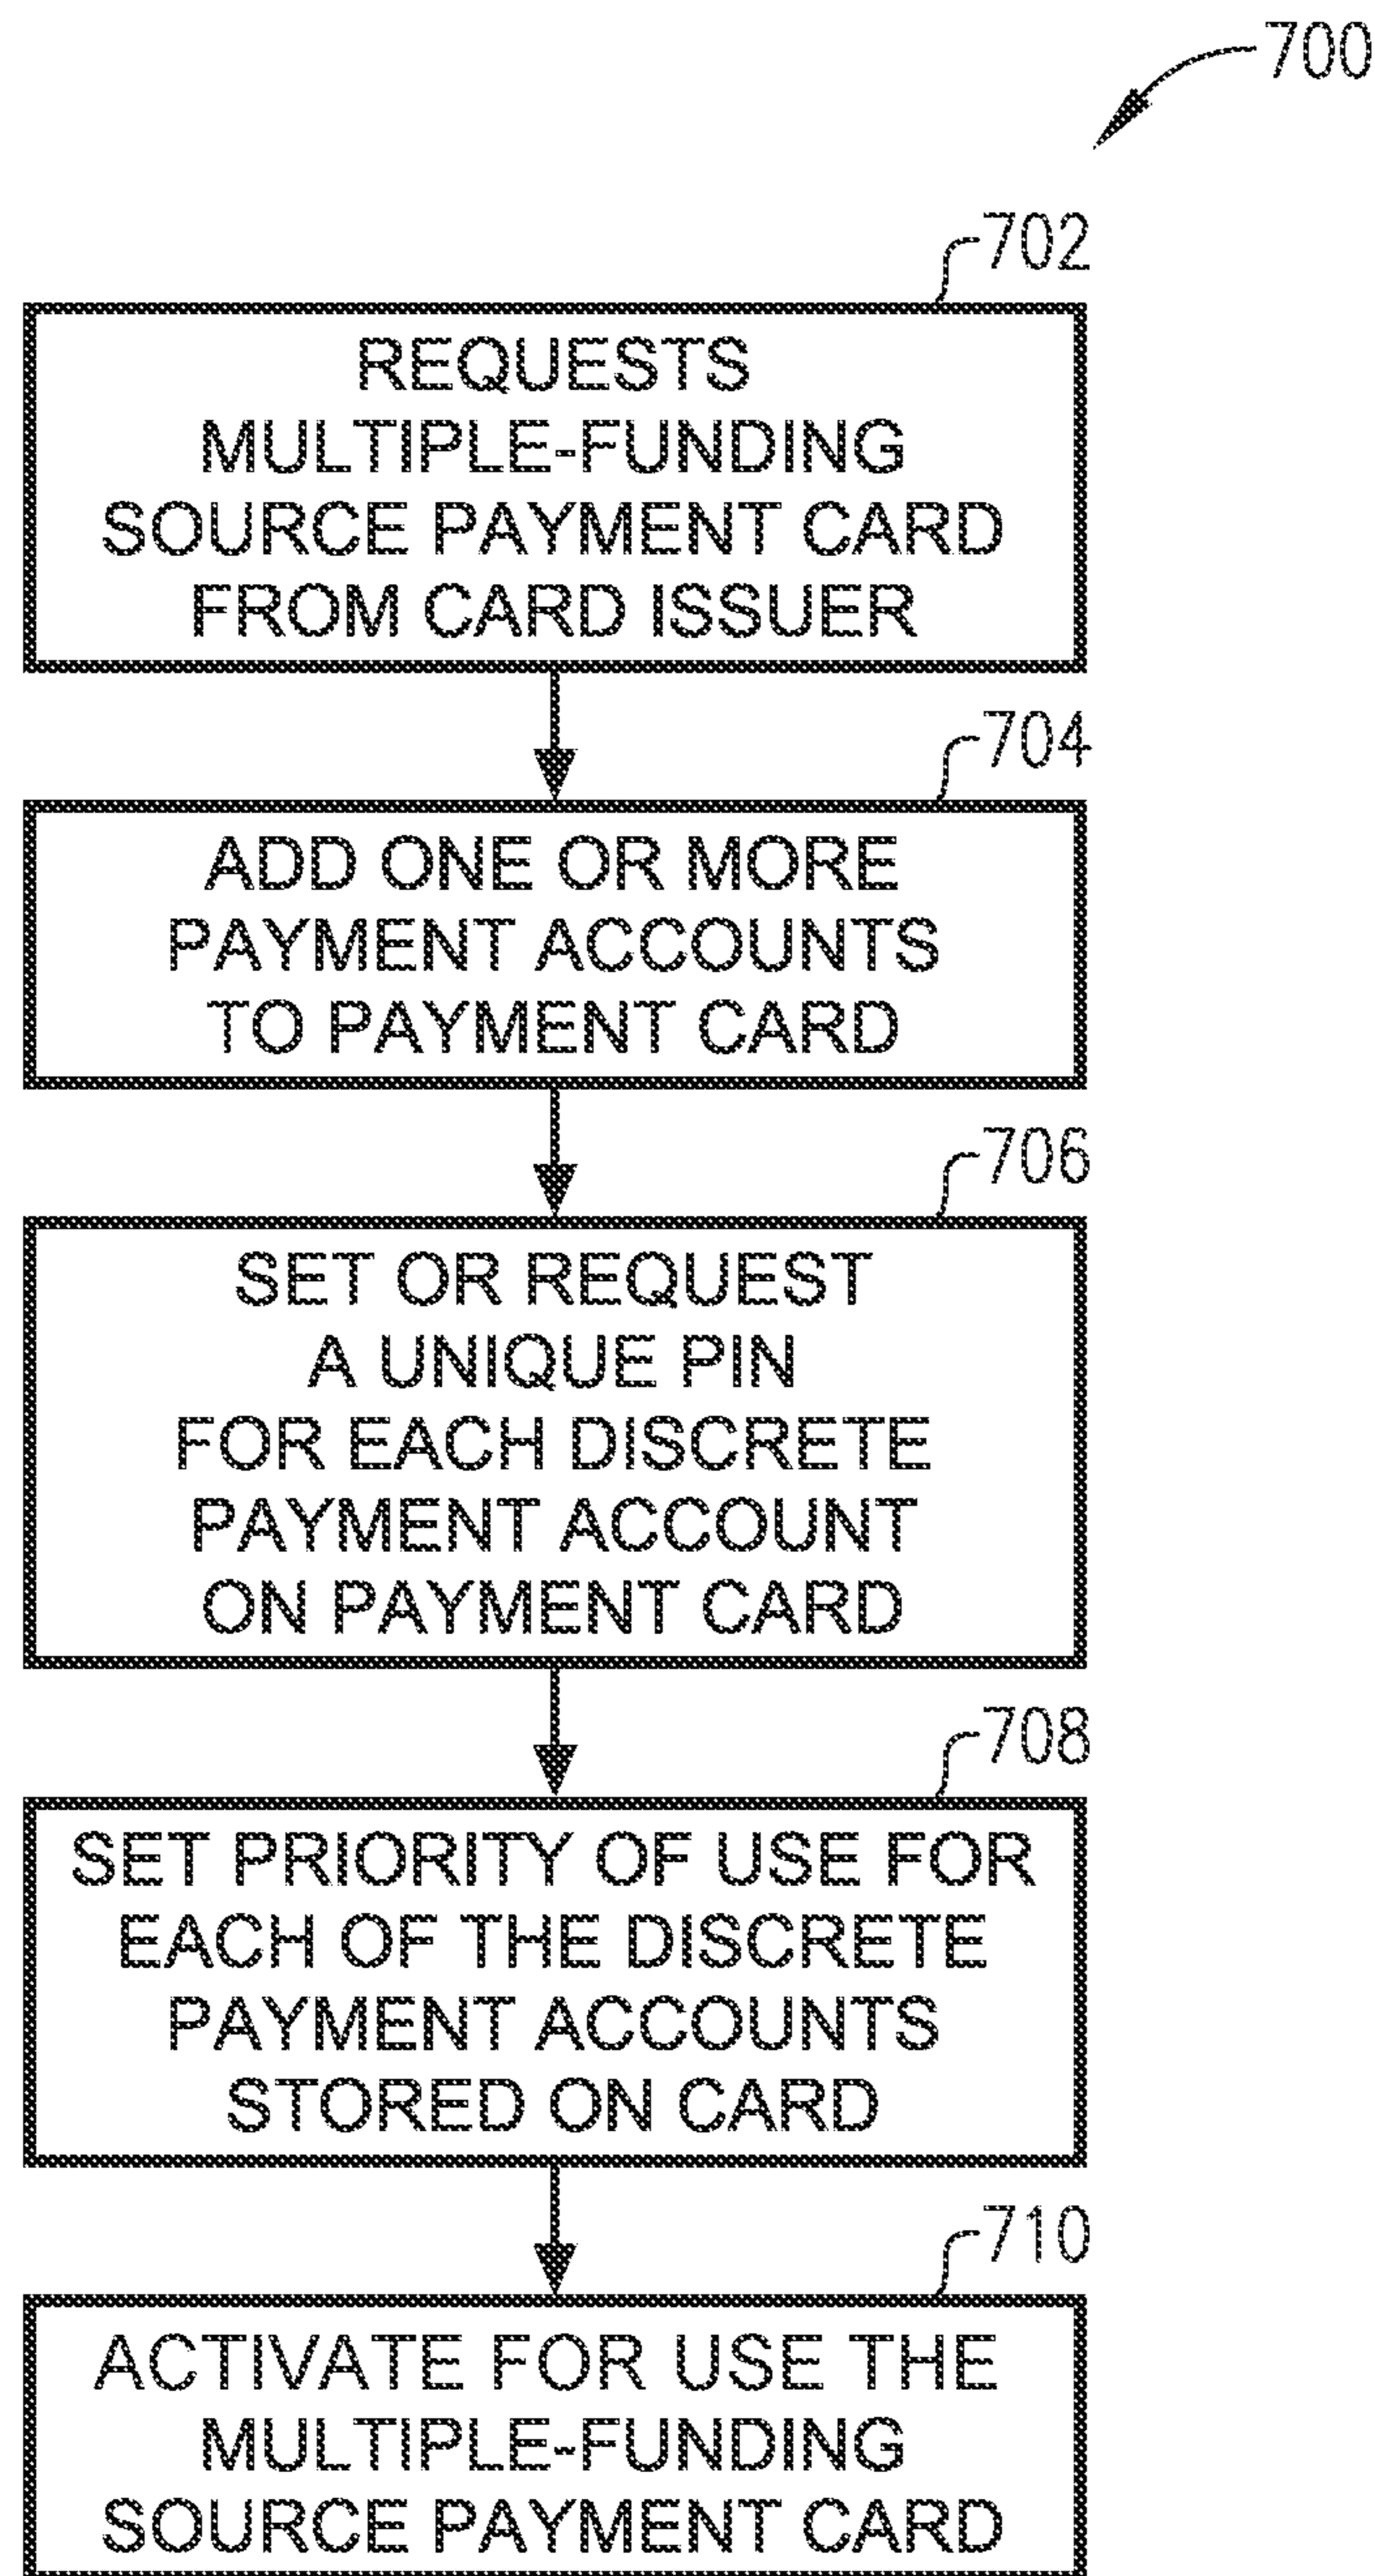 700
702
REQUESTS
MULTIPLE-FUNDING
SOURCE PAYMENT CARD
FROM CARD ISSUER
704
ADD ONE OR MORE
PAYMENT ACCOUNTS
TO PAYMENT CARD
706
SET OR REQUEST
A UNIQUE PIN
FOR EACH DISCRETE
PAYMENT ACCOUNT
ON PAYMENT CARD
708
SET PRIORITY OF USE FOR
EACH OF THE DISCRETE
PAYMENT ACCOUNTS
STORED ON CARD
710
ACTIVATE FOR USE THE
MULTIPLE-FUNDING
SOURCE PAYMENT CARD